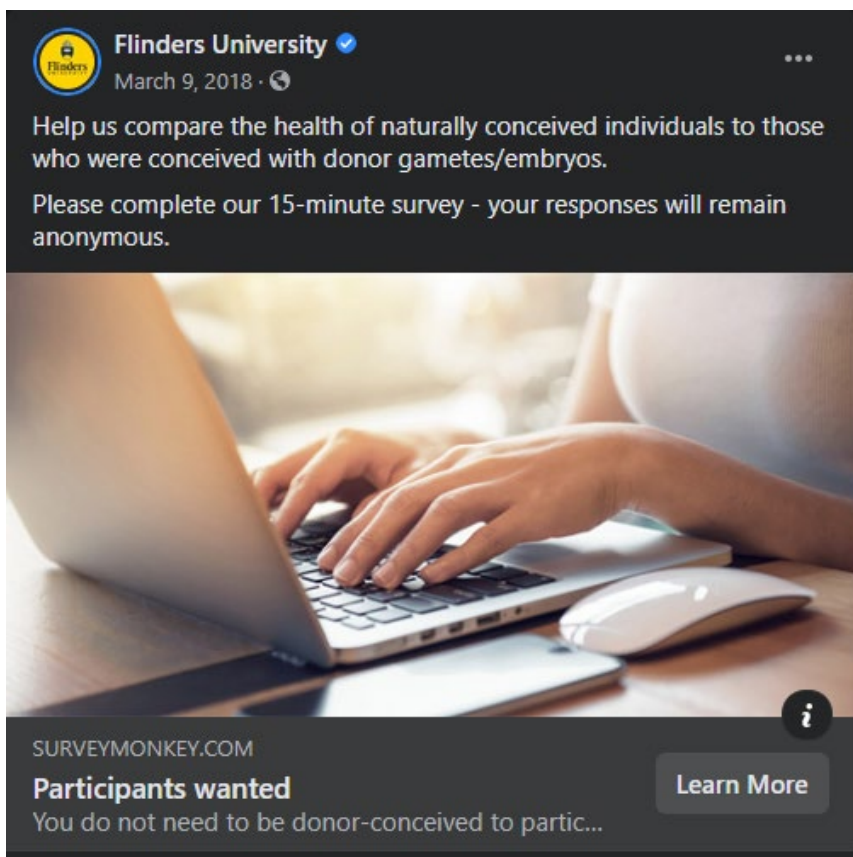 Flinders University
March 9, 2018 ·
Help us compare the health of naturally conceived individuals to those
who were conceived with donor gametes/embryos.
Please complete our 15-minute survey - your responses will remain
anonymous.
SURVEYMONKEY.COM
Participants wanted
You do not need to be donor-conceived to partic...
Learn More